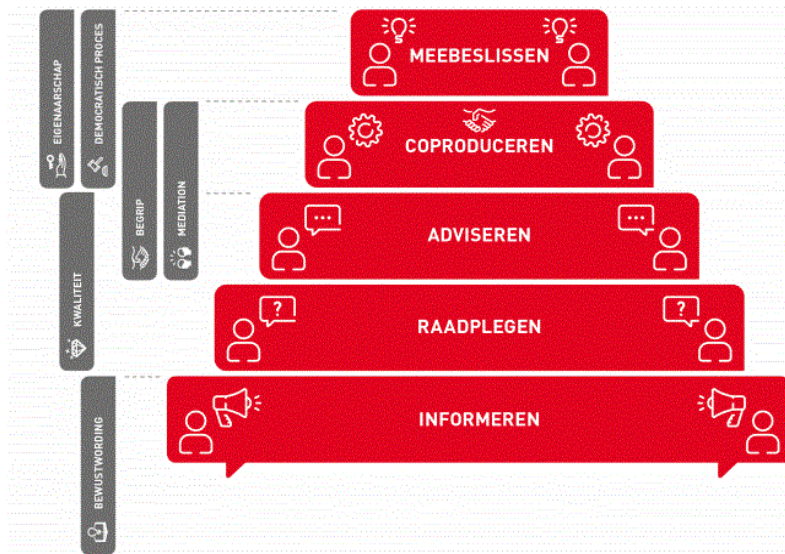 MEEBESLISSEN
EIGENAARSCHAP
DEMOCRATISCH PROCES
COPRODUCEREN
BEGRIP
MEDIATION
ADVISEREN
KWALITEIT
?
RAADPLEGEN
?
INFORMEREN
BEWUSTWORDING